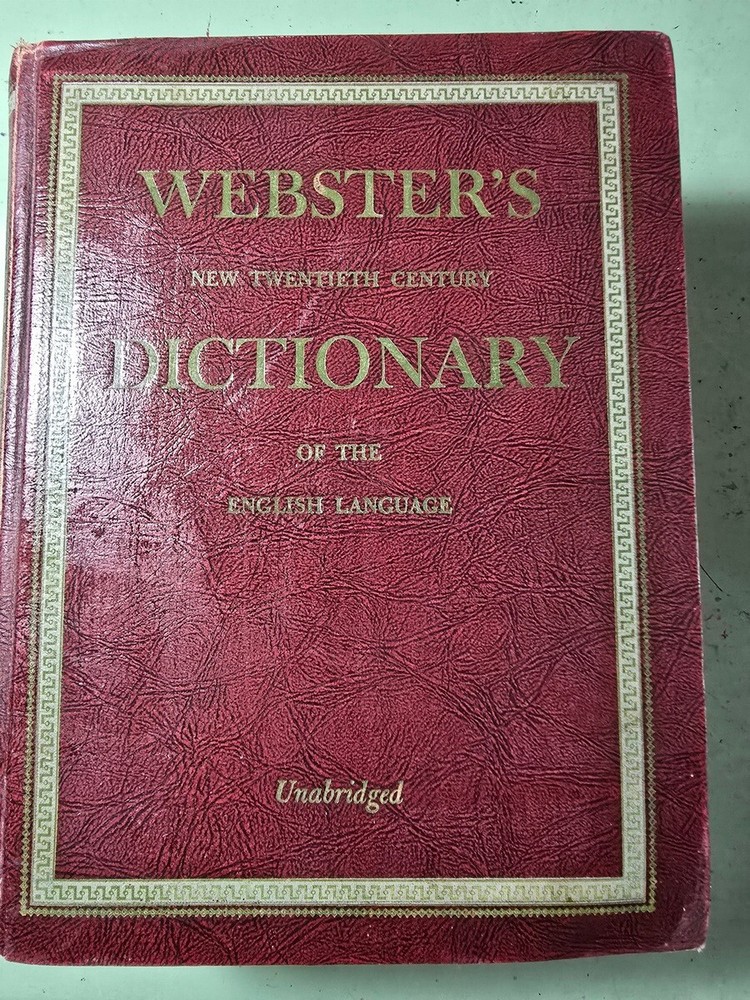 WEBSTER'S
NEW TWENTIETH CENTURY
DICTIONARY
OF THE
ENGLISH LANGUAGE
Unabridged